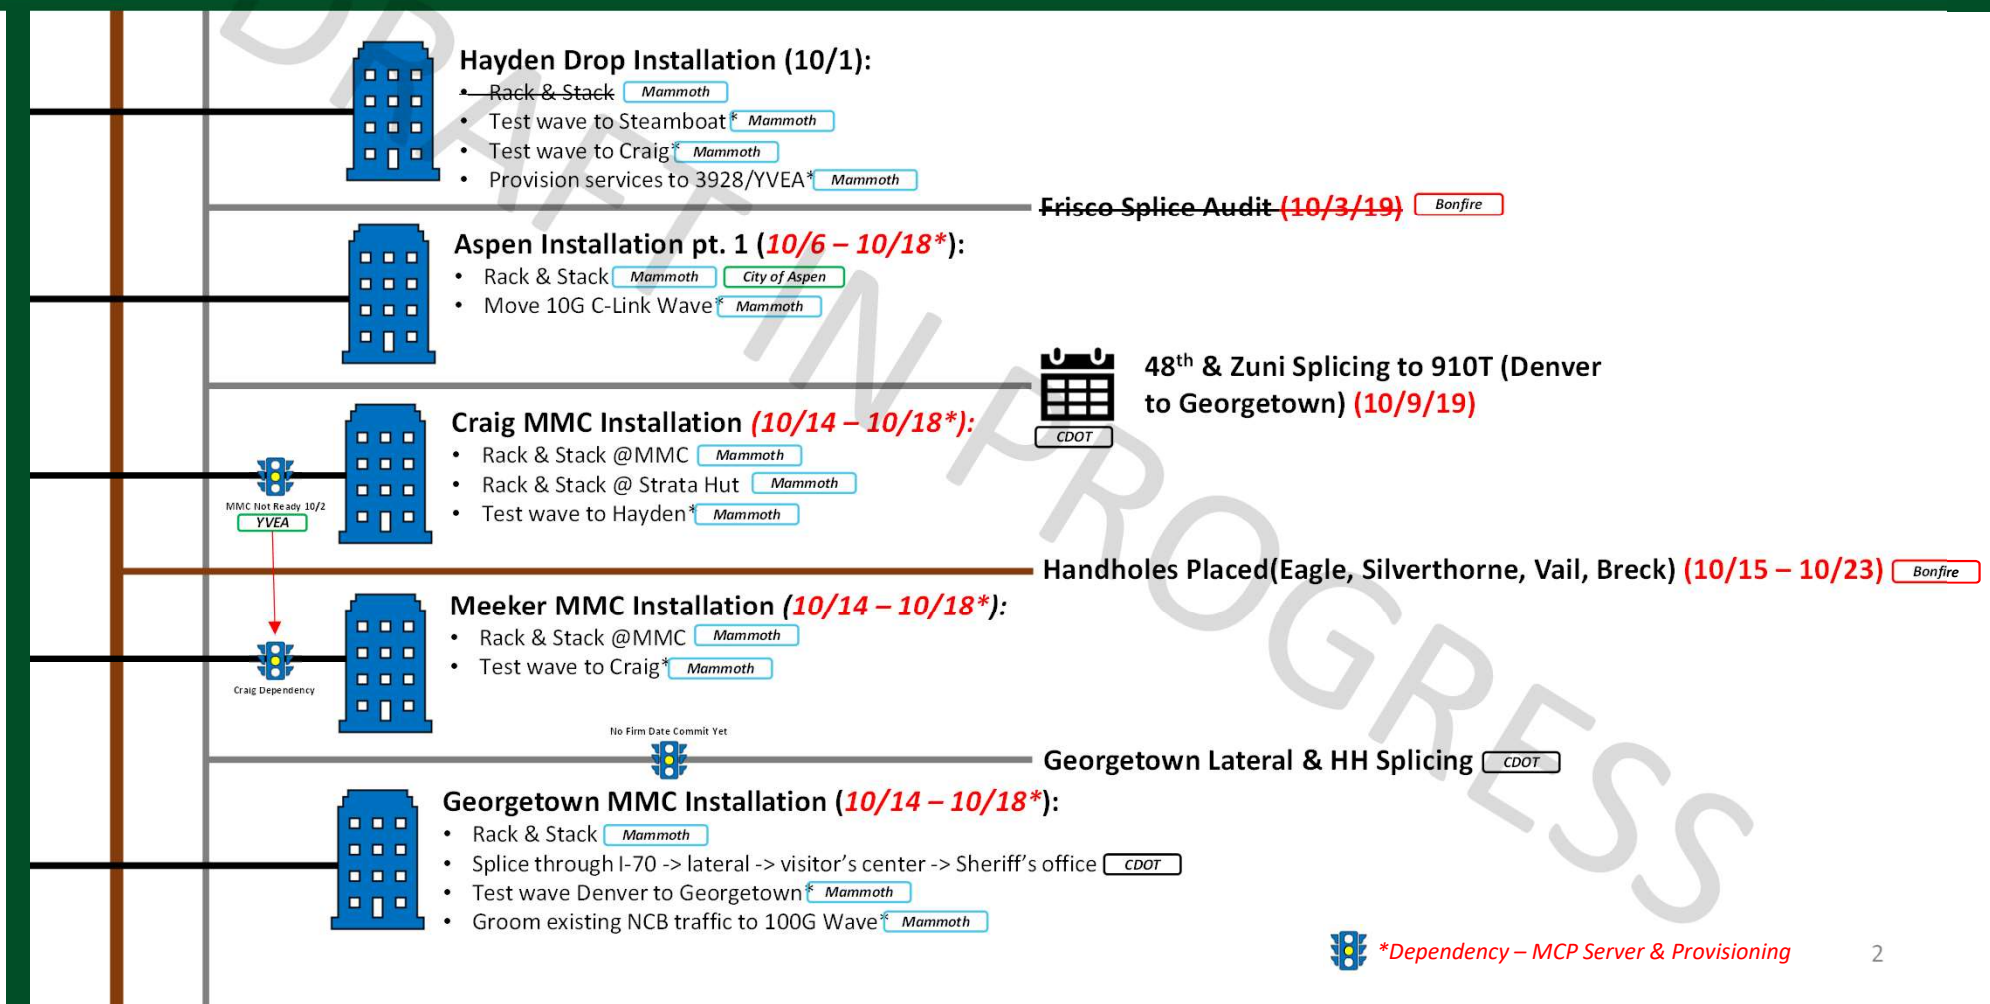 Hayden Drop Installation (10/1):
• Rack & Stack Mammoth
• Test wave to Steamboat* Mammoth
• Test wave to Craig* Mammoth
• Provision services to 3928/YVEA* Mammoth
Frisco Splice Audit (10/3/19) Bonfire
Aspen Installation pt. 1 (10/6 – 10/18*):
• Rack & Stack Mammoth City of Aspen
• Move 10G C-Link Wave* Mammoth
48th & Zuni Splicing to 910T (Denver
to Georgetown) (10/9/19)
CDOT
Craig MMC Installation (10/14 – 10/18*):
• Rack & Stack @MMC Mammoth
• Rack & Stack @ Strata Hut Mammoth
• Test wave to Hayden* Mammoth
MMC Not Ready 10/2
YVEA
Handholes Placed(Eagle, Silverthorne, Vail, Breck) (10/15 – 10/23) Bonfire
Meeker MMC Installation (10/14 – 10/18*):
• Rack & Stack @MMC Mammoth
• Test wave to Craig* Mammoth
Craig Dependency
No Firm Date Commit Yet
Georgetown Lateral & HH Splicing CDOT
Georgetown MMC Installation (10/14 – 10/18*):
• Rack & Stack Mammoth
• Splice through I-70 -> lateral -> visitor's center -> Sheriff's office CDOT
• Test wave Denver to Georgetown* Mammoth
• Groom existing NCB traffic to 100G Wave* Mammoth
*Dependency – MCP Server & Provisioning
2
DRAFT IN PROGRESS